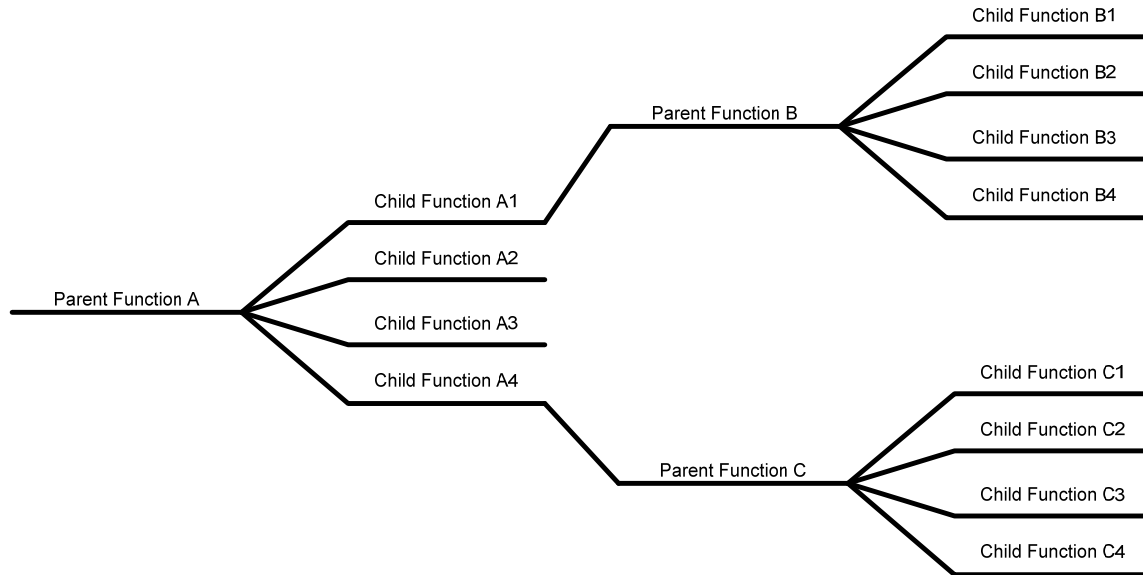 Child Function B1
Child Function B2
Parent Function B
Child Function B3
Child Function B4
Child Function A1
Child Function A2
Parent Function A
Child Function A3
Child Function A4
Child Function C1
Child Function C2
Parent Function C
Child Function C3
Child Function C4